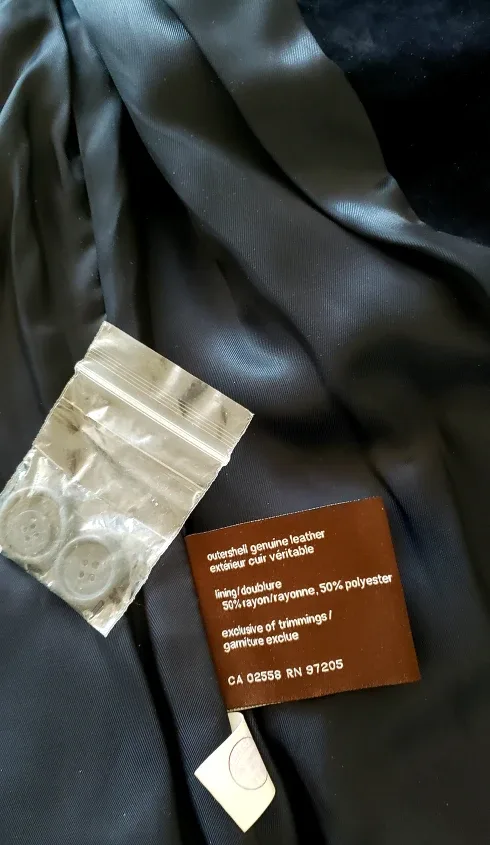 outershell genuine leather
extérieur cuir véritable
lining/doublure
50% rayon/rayonne, 50% polyester
exclusive of trimmings/
garniture exclue
CA 02558 RN 97205